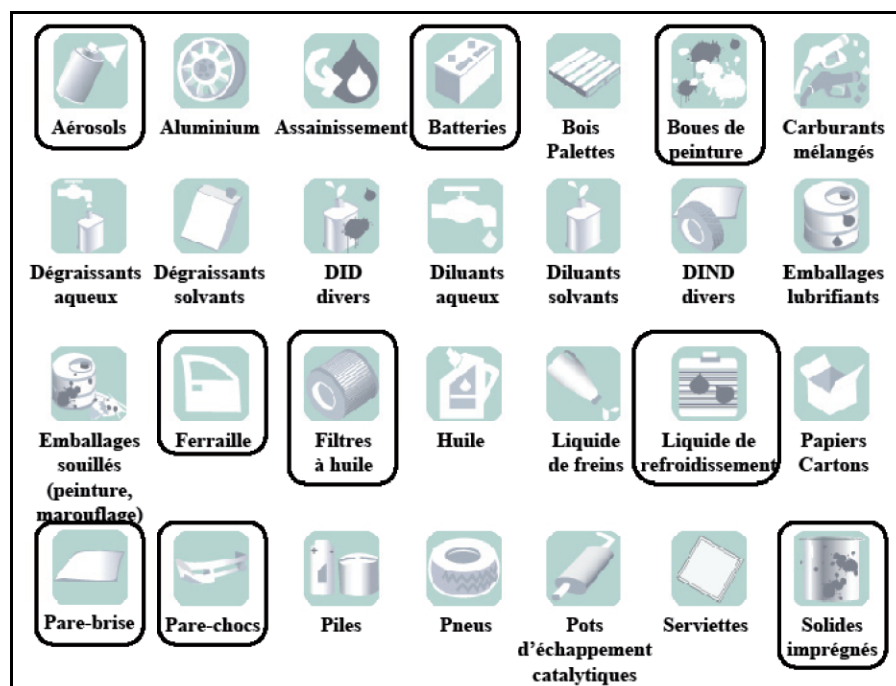 Aérosols Aluminium Assainissement Batteries Bois Boues de Carburants
Palettes peinture mélangés
Dégraissants Dégraissants DID Diluants Diluants DIND Emballages
aqueux solvants divers aqueux solvants divers lubrifiants
Emballages Ferraille Filtres Huile Liquide Liquide de Papiers
souillés à huile de freins refroidissement Cartons
(peinture,
marouflage)
Pare-brise Pare-chocs Piles Pneus Pots Serviettes Solides
d'échappement imprégnés
catalytiques